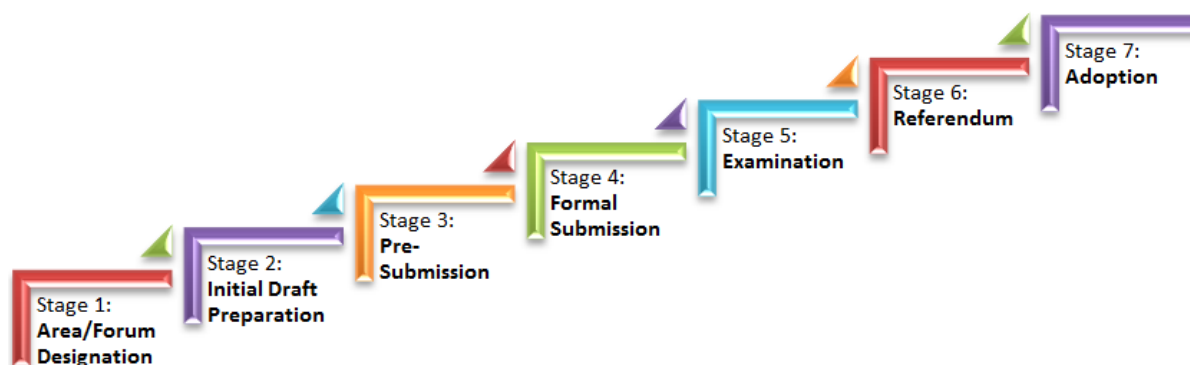 Stage 1:
Area/Forum
Designation
Stage 2:
Initial Draft
Preparation
Stage 3:
Pre-
Submission
Stage 4:
Formal
Submission
Stage 5:
Examination
Stage 6:
Referendum
Stage 7:
Adoption